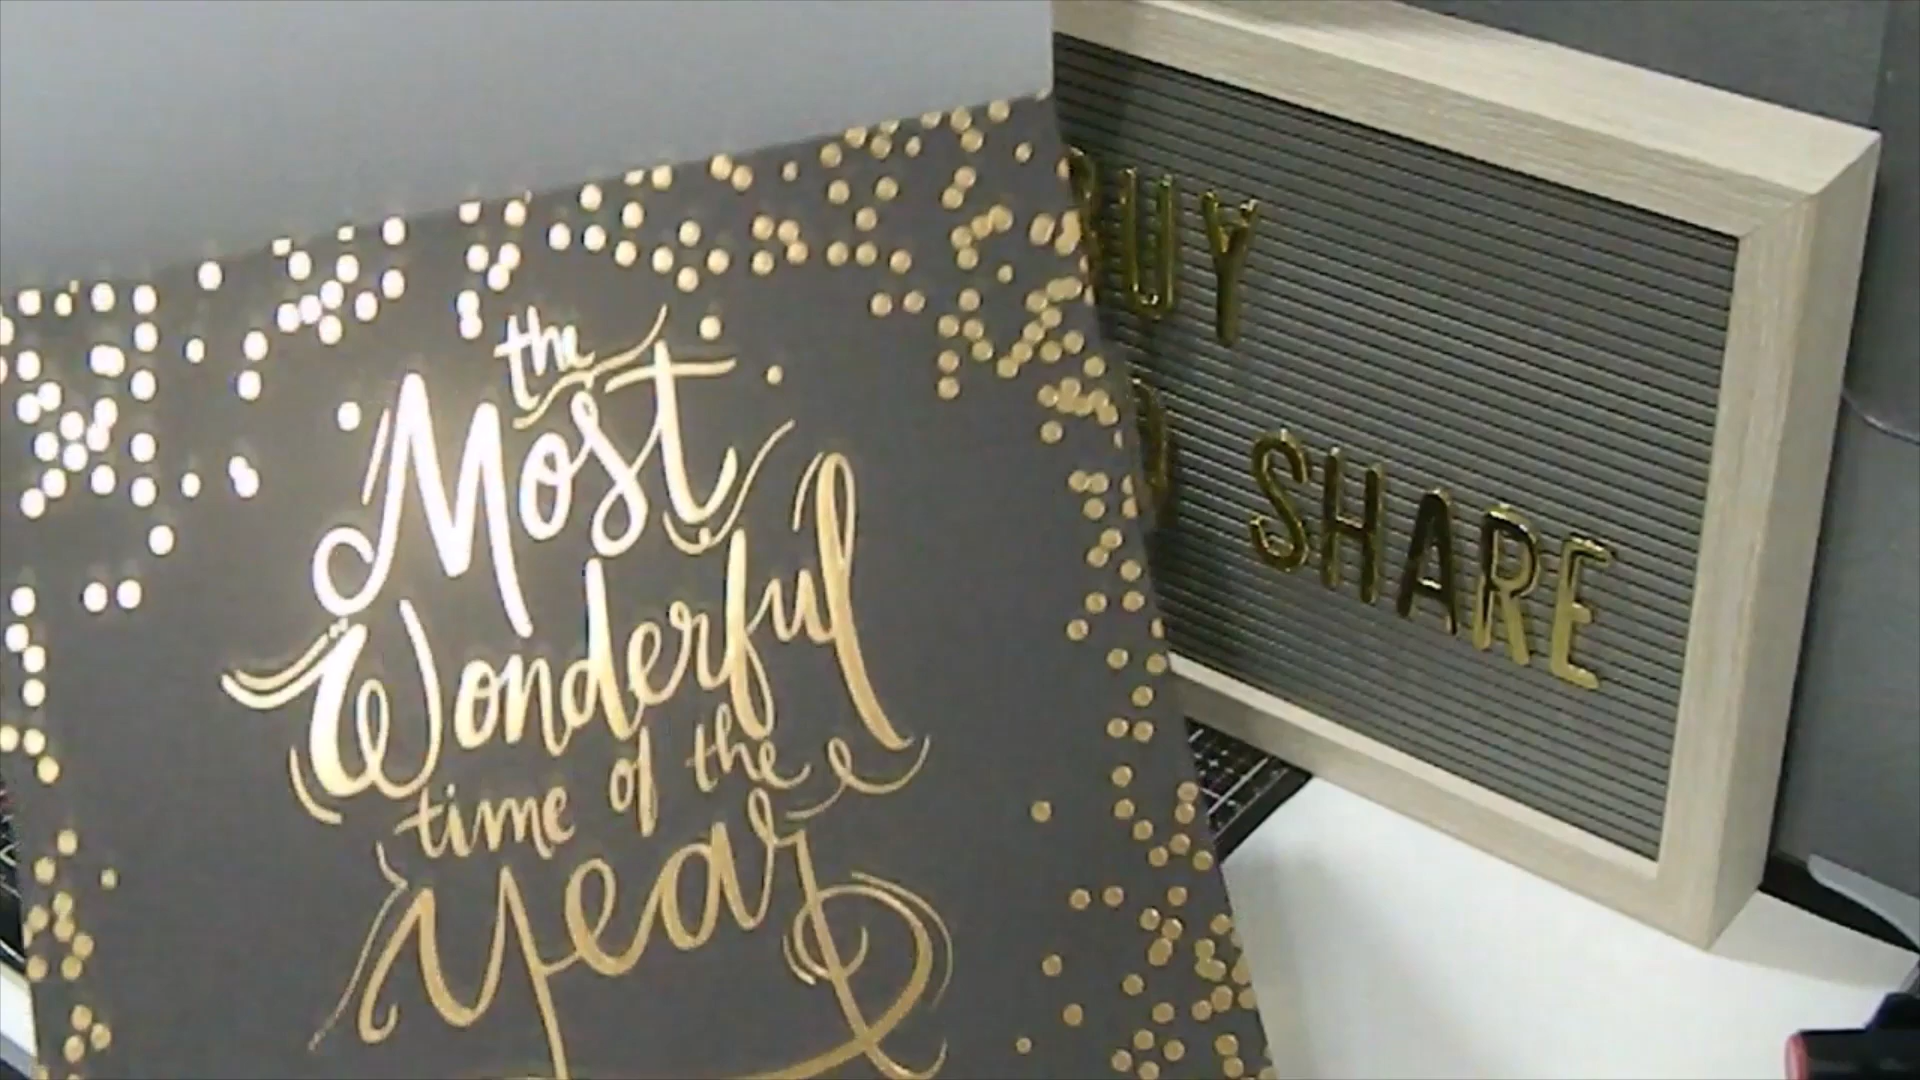 the
Most
Wonderful
time of the
year
BUY
SHARE